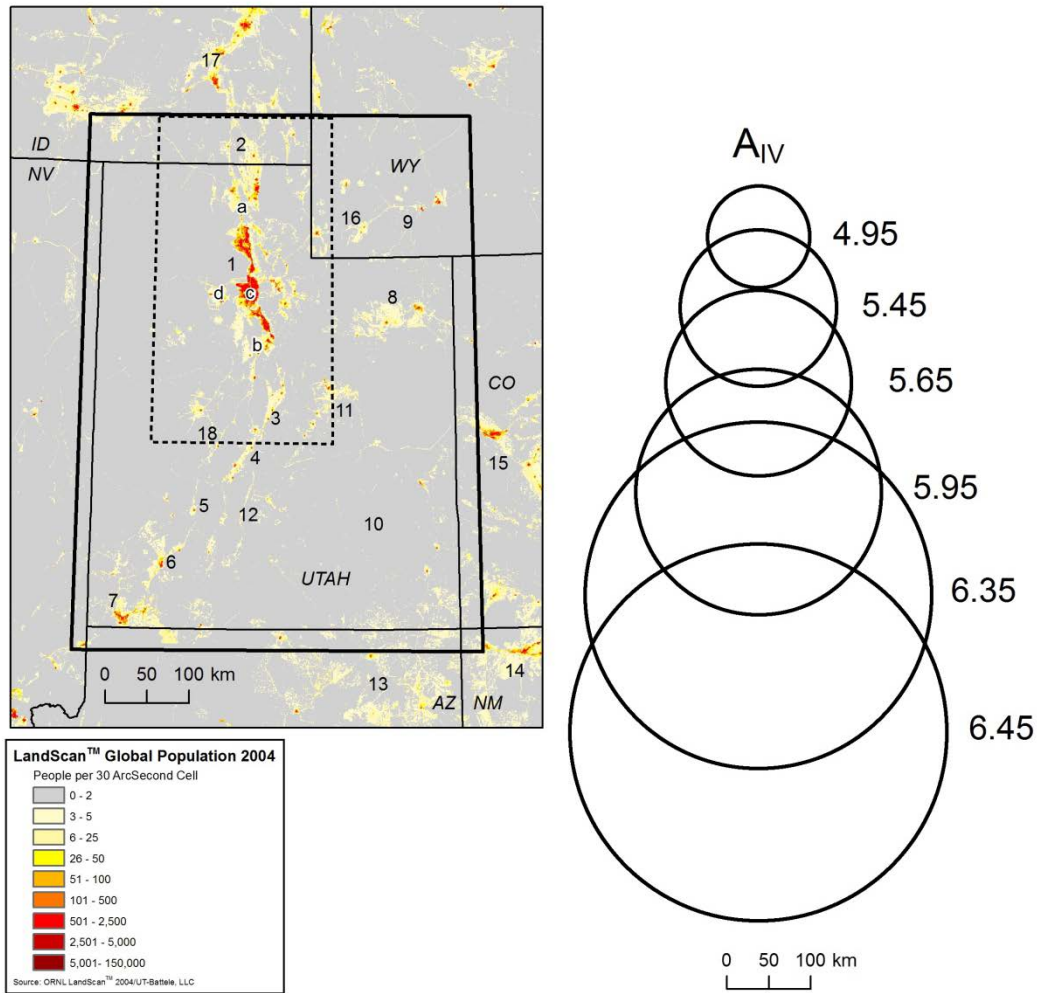 17
ID
NV
2
WY
a
16
9
1
d
c
8
b
CO
3
11
18
4
15
5
12
10
6
UTAH
7
0 50 100 km
13
14
AZ
NM
LandScan™ Global Population 2004
People per 30 ArcSecond Cell
0 - 2
3 - 5
6 - 25
26 - 50
51 - 100
101 - 500
501 - 2,500
2,501 - 5,000
5,001- 150,000
Source: ORNL LandScan™ 2004/UT-Battele, LLC
AIV
4.95
5.45
5.65
5.95
6.35
6.45
0 50 100 km